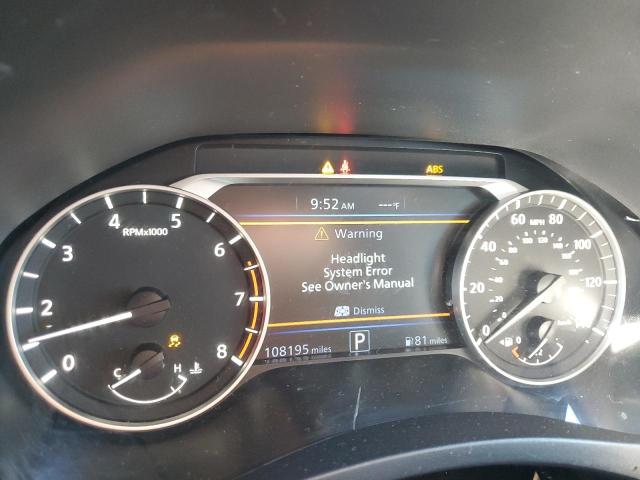 ABS
9:52 AM
---°F
Warning
Headlight
System Error
See Owner's Manual
Dismiss
108195 miles
P
81 miles
0
2
3
4
5
6
7
8
RPMx1000
C
H
0
20
40
60
80
100
120
MPH
0